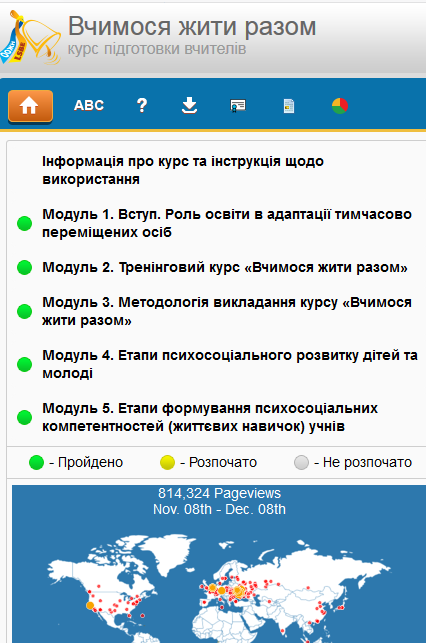 Вчимося жити разом
курс підготовки вчителів
LSBE
ABC
?
Інформація про курс та інструкція щодо
використання
Модуль 1. Вступ. Роль освіти в адаптації тимчасово
переміщених осіб
Модуль 2. Тренінговий курс «Вчимося жити разом»
Модуль 3. Методологія викладання курсу «Вчимося
жити разом»
Модуль 4. Етапи психосоціального розвитку дітей та
молоді
Модуль 5. Етапи формування психосоціальних
компетентностей (життєвих навичок) учнів
- Пройдено - Розпочато - Не розпочато
814,324 Pageviews
Nov. 08th - Dec. 08th